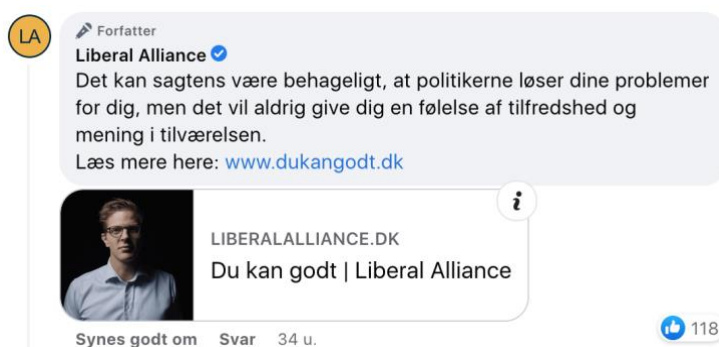 LA
Forfatter
Liberal Alliance
Det kan sagtens være behageligt, at politikerne løser dine problemer
for dig, men det vil aldrig give dig en følelse af tilfredshed og
mening i tilværelsen.
Læs mere here: www.dukangodt.dk
i
LIBERALALLIANCE.DK
Du kan godt | Liberal Alliance
Synes godt om Svar 34 u.
118